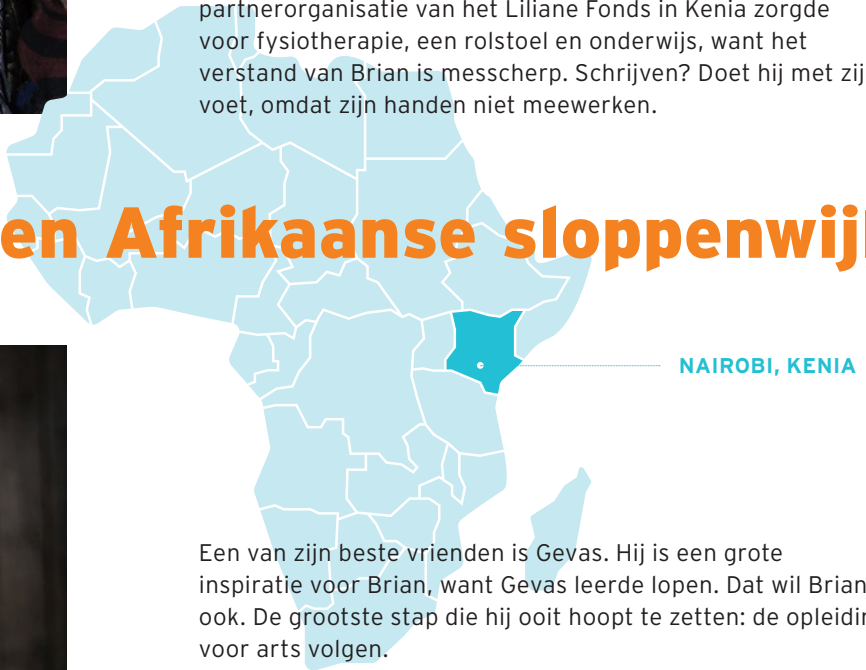 partnerorganisatie van het Liliane Fonds in Kenia zorgde
voor fysiotherapie, een rolstoel en onderwijs, want het
verstand van Brian is messcherp. Schrijven? Doet hij met zij
voet, omdat zijn handen niet meewerken.
en Afrikaanse sloppenwij
NAIROBI, KENIA
Een van zijn beste vrienden is Gevas. Hij is een grote
inspiratie voor Brian, want Gevas leerde lopen. Dat wil Brian
ook. De grootste stap die hij ooit hoopt te zetten: de opleidin
voor arts volgen.